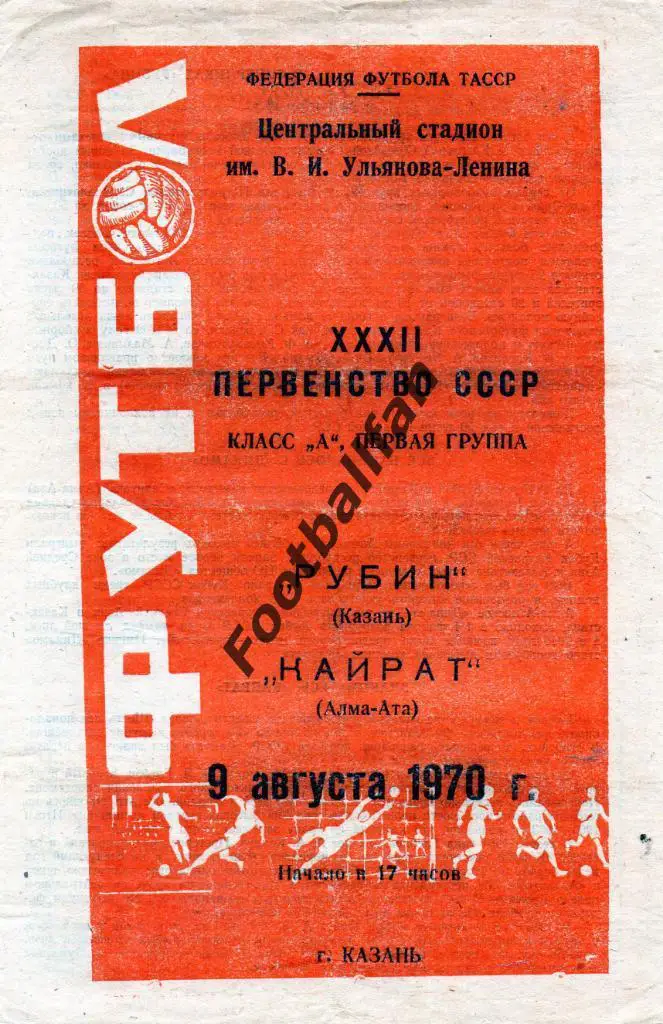 ФУТБОЛ
ФЕДЕРАЦИЯ ФУТБОЛА ТАССР
Центральный стадион
им. В. И. Ульянова-Ленина
XXXII
ПЕРВЕНСТВО СССР
КЛАСС „А“, ПЕРВАЯ ГРУППА
„РУБИН“
(Казань)
„КАЙРАТ“
(Алма-Ата)
9 августа 1970 г.
Начало в 17 часов
г. КАЗАНЬ
Footballfan